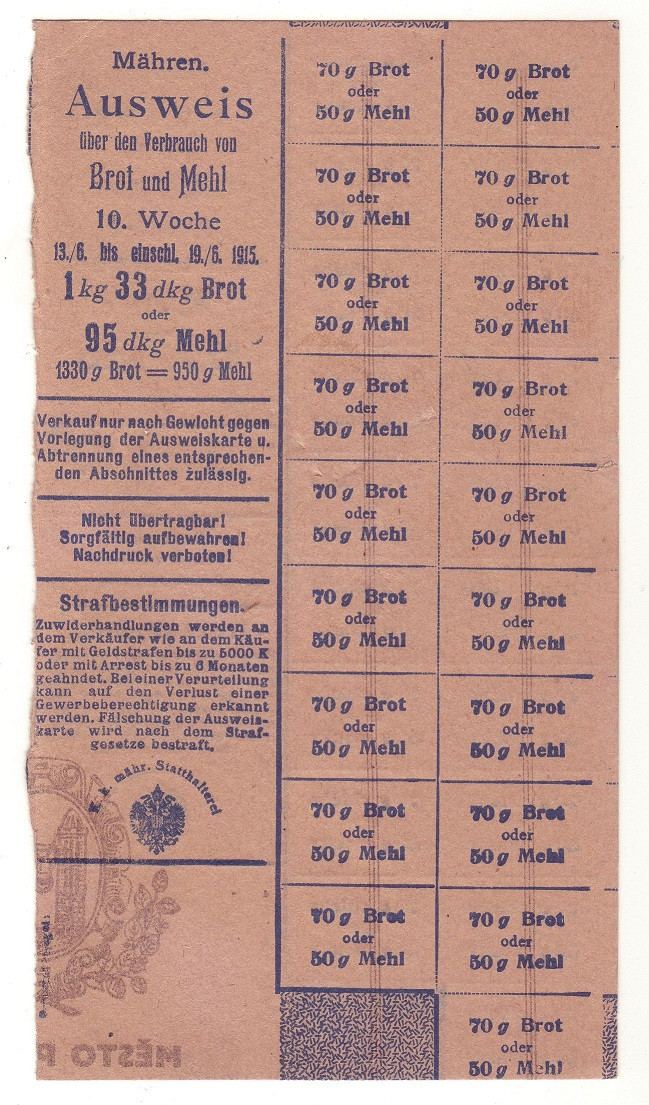 Mähren.
Ausweis
über den Verbrauch von
Brot und Mehl
10. Woche
13./6. bis einschl. 19./6. 1915.
1 kg 33 dkg Brot
oder
95 dkg Mehl
1330 g Brot = 950 g Mehl
Verkauf nur nach Gewicht gegen
Vorlegung der Ausweiskarte u.
Abtrennung eines entsprechen-
den Abschnittes zulässig.
Nicht übertragbar!
Sorgfältig aufbewahren!
Nachdruck verboten!
Strafbestimmungen.
Zuwiderhandlungen werden an
dem Verkäufer wie an dem Käu-
fer mit Geldstrafen bis zu 5000 K
oder mit Arrest bis zu 6 Monaten
geahndet. Bei einer Verurteilung
kann auf den Verlust einer
Gewerbeberechtigung erkannt
werden. Fälschung der Ausweis-
karte wird nach dem Straf-
gesetze bestraft.
K. k. mähr. Statthalterei
MĚSTO P
70 g Brot
oder
50 g Mehl
70 g Brot
oder
50 g Mehl
70 g Brot
oder
50 g Mehl
70 g Brot
oder
50 g Mehl
70 g Brot
oder
50 g Mehl
70 g Brot
oder
50 g Mehl
70 g Brot
oder
50 g Mehl
70 g Brot
oder
50 g Mehl
70 g Brot
oder
50 g Mehl
70 g Brot
oder
50 g Mehl
70 g Brot
oder
50 g Mehl
70 g Brot
oder
50 g Mehl
70 g Brot
oder
50 g Mehl
70 g Brot
oder
50 g Mehl
70 g Brot
oder
50 g Mehl
70 g Brot
oder
50 g Mehl
70 g Brot
oder
50 g Mehl
70 g Brot
oder
50 g Mehl
70 g Brot
oder
50 g Mehl